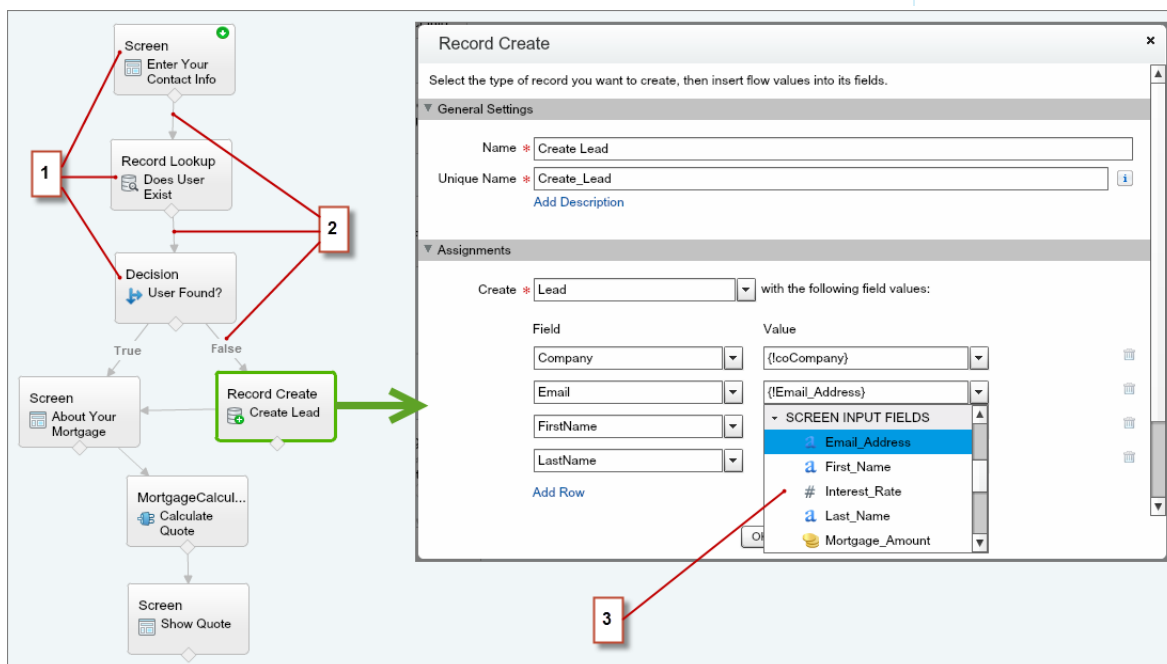 Screen
Enter Your
Contact Info
Record Lookup
Does User
Exist
1
2
Decision
User Found?
True
False
Screen
About Your
Mortgage
Record Create
Create Lead
MortgageCalcul...
Calculate
Quote
Screen
Show Quote
Record Create
×
Select the type of record you want to create, then insert flow values into its fields.
General Settings
Name * Create Lead
Unique Name * Create_Lead
i
Add Description
Assignments
Create * Lead with the following field values:
Field Value
Company {!coCompany}
Email {!Email_Address}
FirstName
LastName
SCREEN INPUT FIELDS
a Email_Address
a First_Name
# Interest_Rate
a Last_Name
Mortgage_Amount
Add Row
3